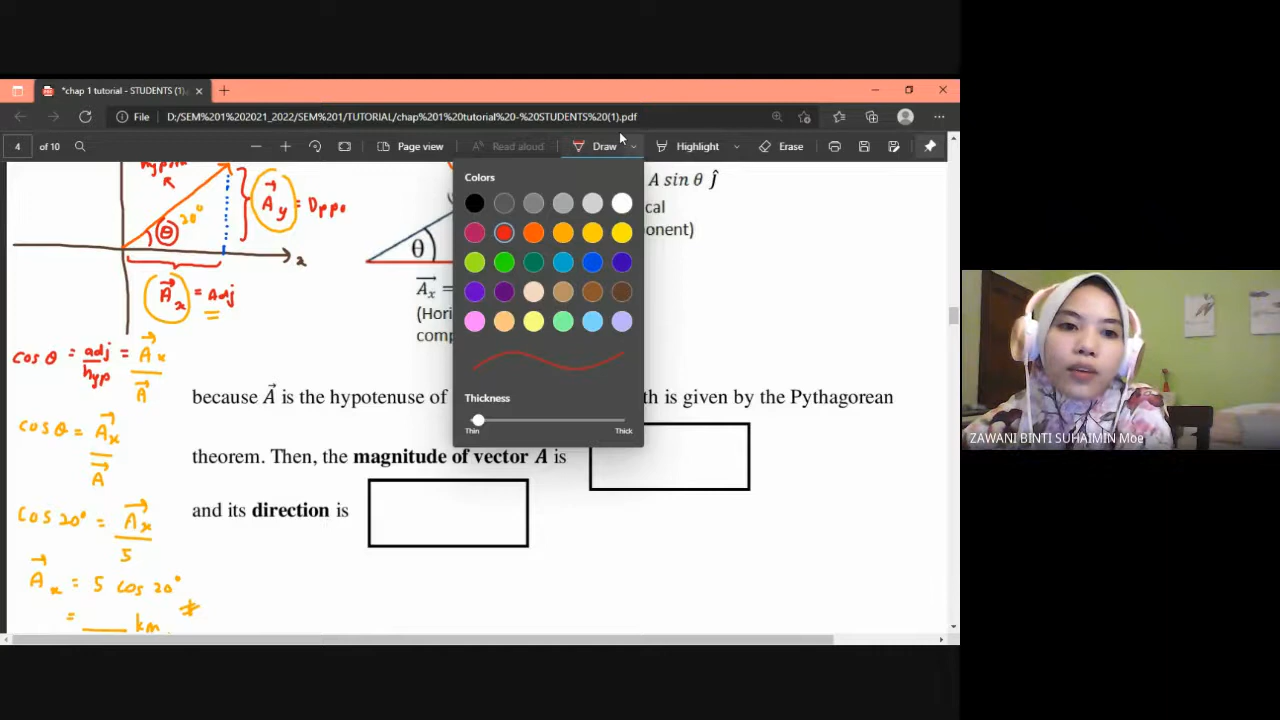 *chap 1 tutorial - STUDENTS (1).
File
D:/SEM%201%202021_2022/SEM%201/TUTORIAL/chap%201%20tutorial%20-%20STUDENTS%20(1).pdf
4 of 10
Page view
Read aloud
Draw
Highlight
Erase
Colors
Thickness
Thin
Thick
A⃗y = Oppo
θ 20°
x
A⃗x = Adj
θ
A sin θ ĵ
cal
onent)
A⃗x =
(Hori
comp
cos θ = adj/hyp = A⃗x/A⃗
cos θ = A⃗x/A⃗
cos 20° = A⃗x/5
A⃗x = 5 cos 20°
= ____ km
because A⃗ is the hypotenuse of
th is given by the Pythagorean
theorem. Then, the magnitude of vector A is
and its direction is
ZAWANI BINTI SUHAIMIN Moe